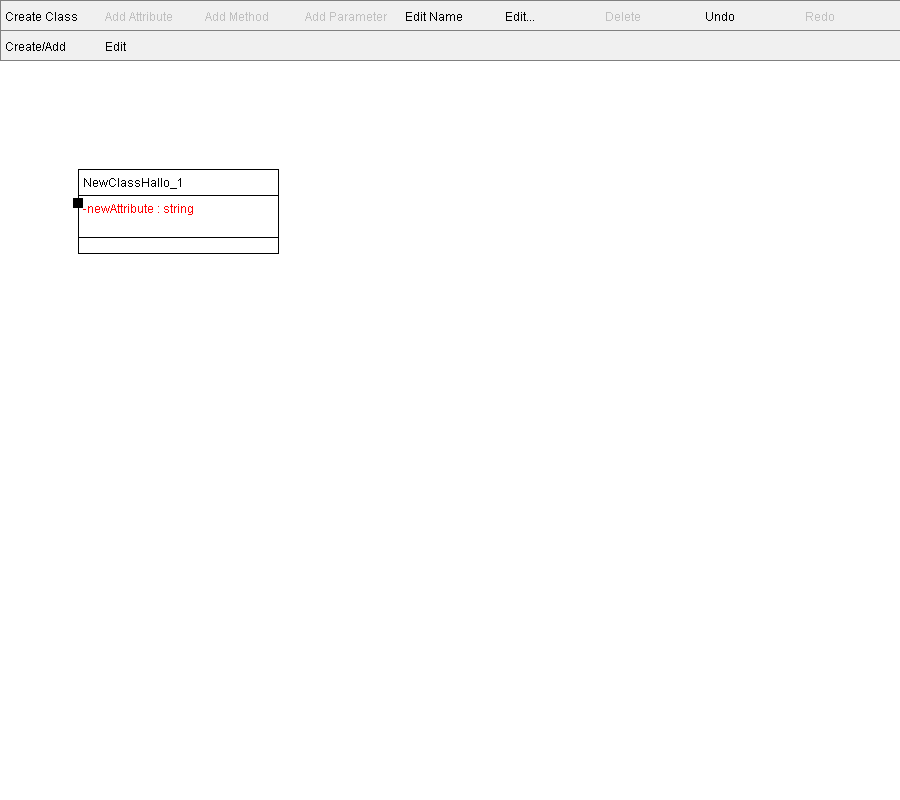 Create Class Add Attribute Add Method Add Parameter Edit Name Edit... Delete Undo Redo
Create/Add Edit
NewClassHallo_1
-newAttribute : string